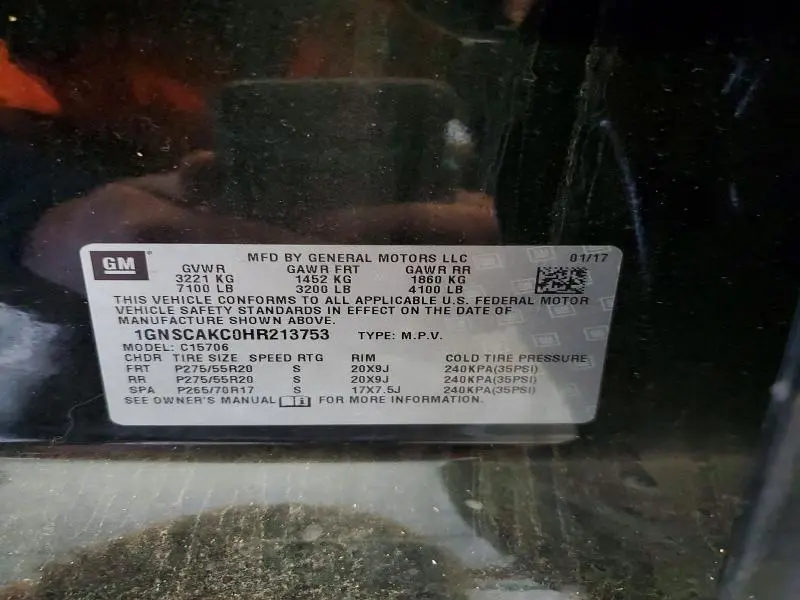 GM
MFD BY GENERAL MOTORS LLC 01/17
GVWR GAWR FRT GAWR RR
3221 KG 1452 KG 1860 KG
7100 LB 3200 LB 4100 LB
THIS VEHICLE CONFORMS TO ALL APPLICABLE U.S. FEDERAL MOTOR
VEHICLE SAFETY STANDARDS IN EFFECT ON THE DATE OF
MANUFACTURE SHOWN ABOVE.
1GNSCAKC0HR213753 TYPE: M.P.V.
MODEL: C15706
CHDR TIRE SIZE SPEED RTG RIM COLD TIRE PRESSURE
FRT P275/55R20 S 20X9J 240KPA(35PSI)
RR P275/55R20 S 20X9J 240KPA(35PSI)
SPA P265/70R17 S 17X7.5J 240KPA(35PSI)
SEE OWNER'S MANUAL FOR MORE INFORMATION.